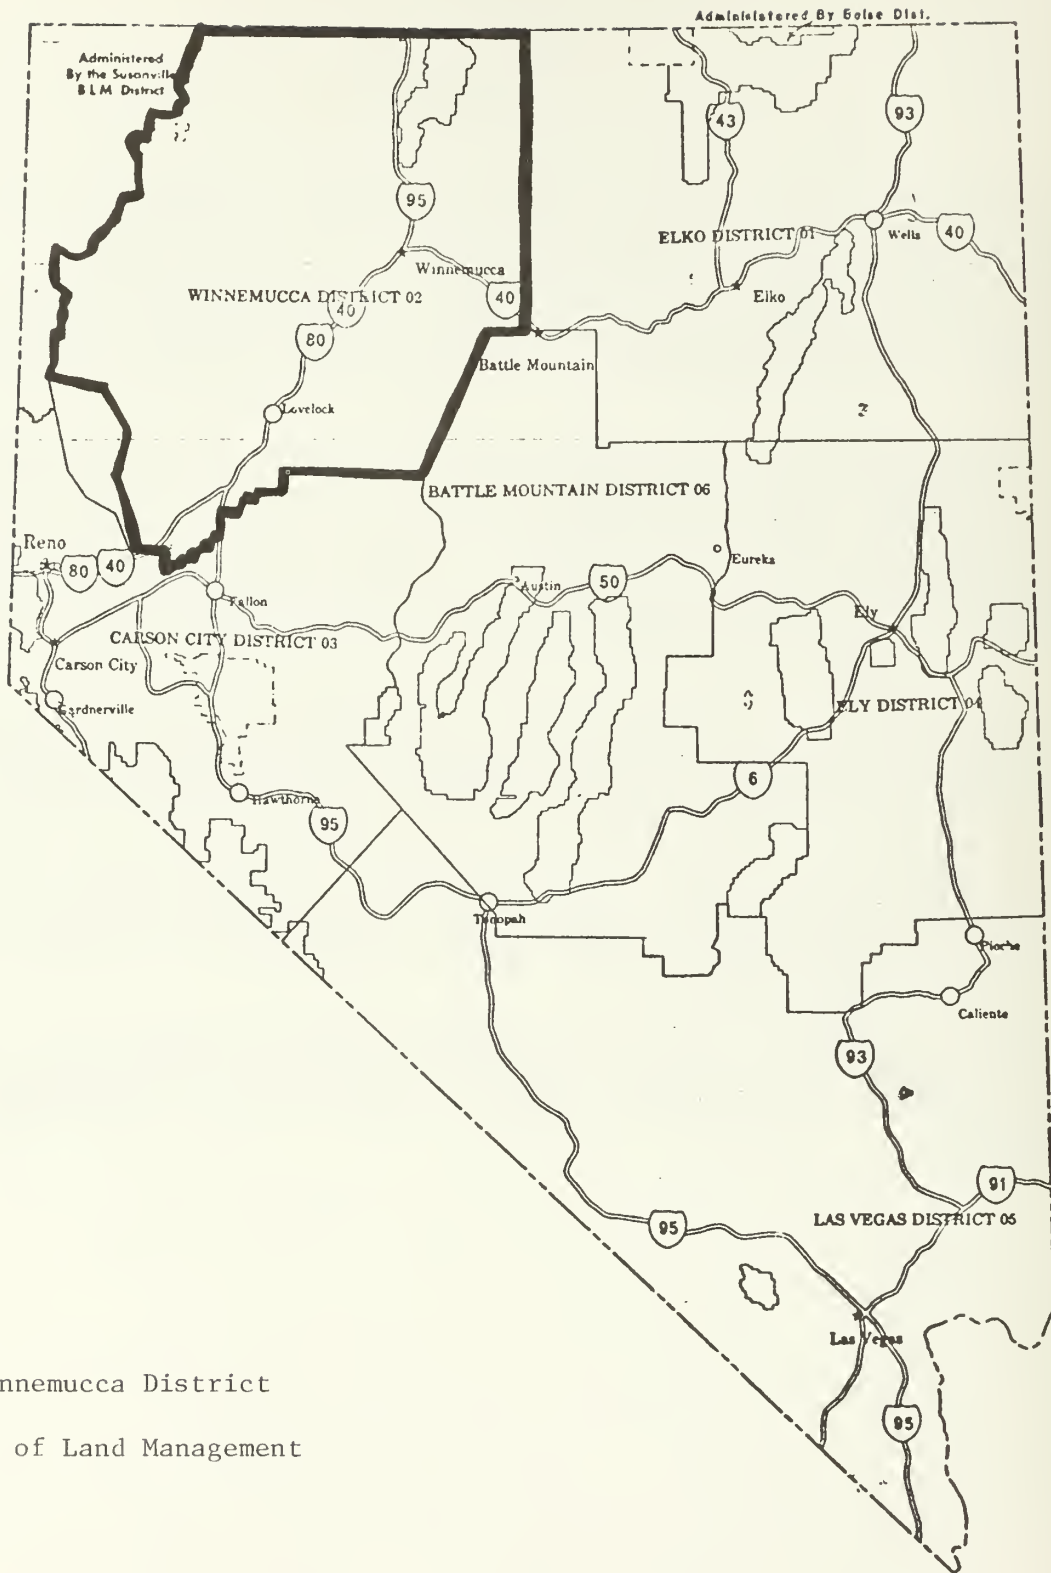 Administered By Boise Dist.
Administered
By the Susanville
B L M District
43
93
95
ELKO DISTRICT 01
Wells
40
Winnemucca
Elko
WINNEMUCCA DISTRICT 02
40
40
80
Battle Mountain
Lovelock
BATTLE MOUNTAIN DISTRICT 06
Reno
80
40
Eureka
50
Austin
Fallon
Ely
CARSON CITY DISTRICT 03
Carson City
Gardnerville
ELY DISTRICT 04
6
Hawthorne
95
Tonopah
Pioche
Caliente
93
91
LAS VEGAS DISTRICT 05
95
Las Vegas
nnemucca District
95
of Land Management